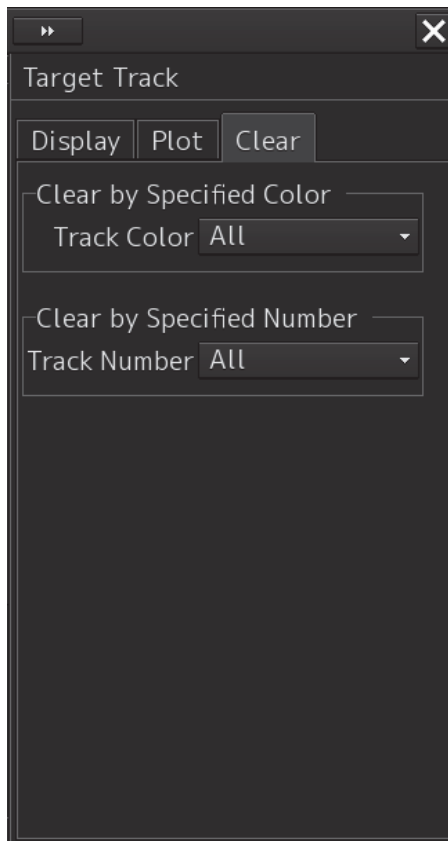 Target Track
Display Plot Clear
Clear by Specified Color
Track Color All
Clear by Specified Number
Track Number All